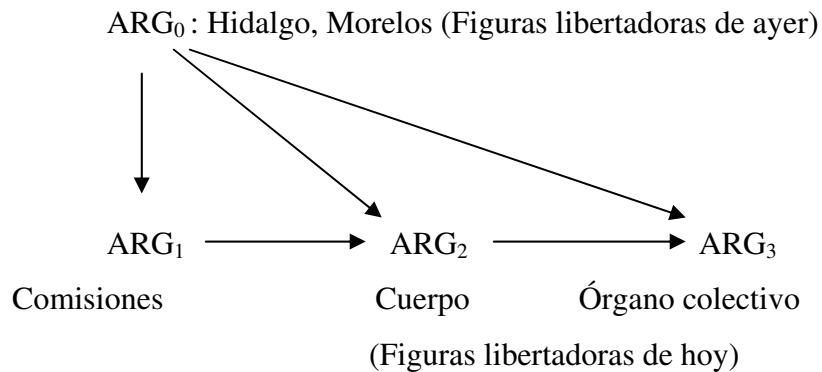 ARG₀ : Hidalgo, Morelos (Figuras libertadoras de ayer)
ARG₁ ARG₂ ARG₃
Comisiones Cuerpo Órgano colectivo
(Figuras libertadoras de hoy)